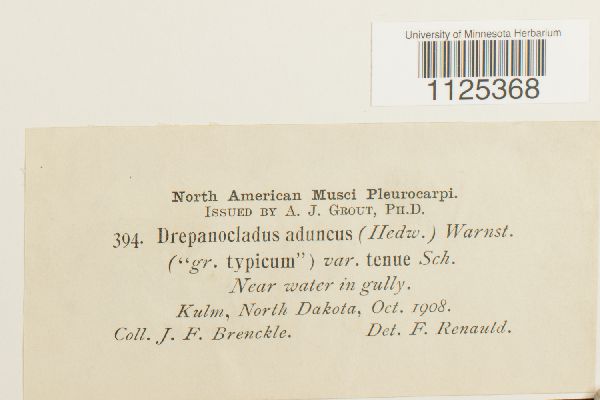 University of Minnesota Herbarium
1125368
North American Musci Pleurocarpi.
ISSUED BY A. J. GROUT, PH.D.
394. Drepanocladus aduncus (Hedw.) Warnst.
("gr. typicum") var. tenue Sch.
Near water in gully.
Kulm, North Dakota, Oct. 1908.
Coll. J. F. Brenckle. Det. F. Renauld.